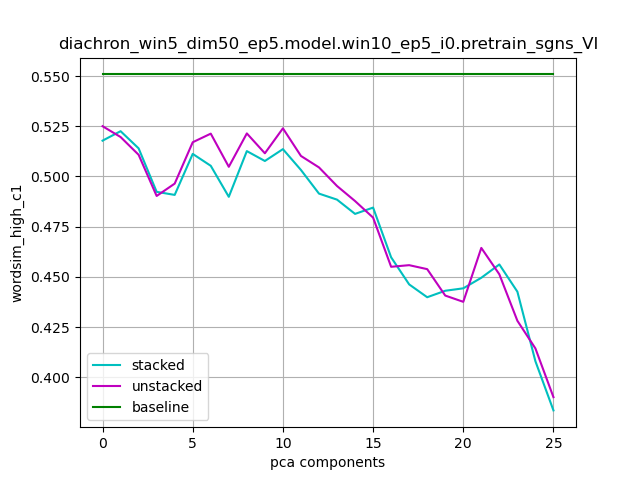 diachron_win5_dim50_ep5.model.win10_ep5_i0.pretrain_sgns_VI
0.550
0.525
0.500
0.475
0.450
0.425
0.400
wordsim_high_c1
stacked
unstacked
baseline
0 5 10 15 20 25
pca components